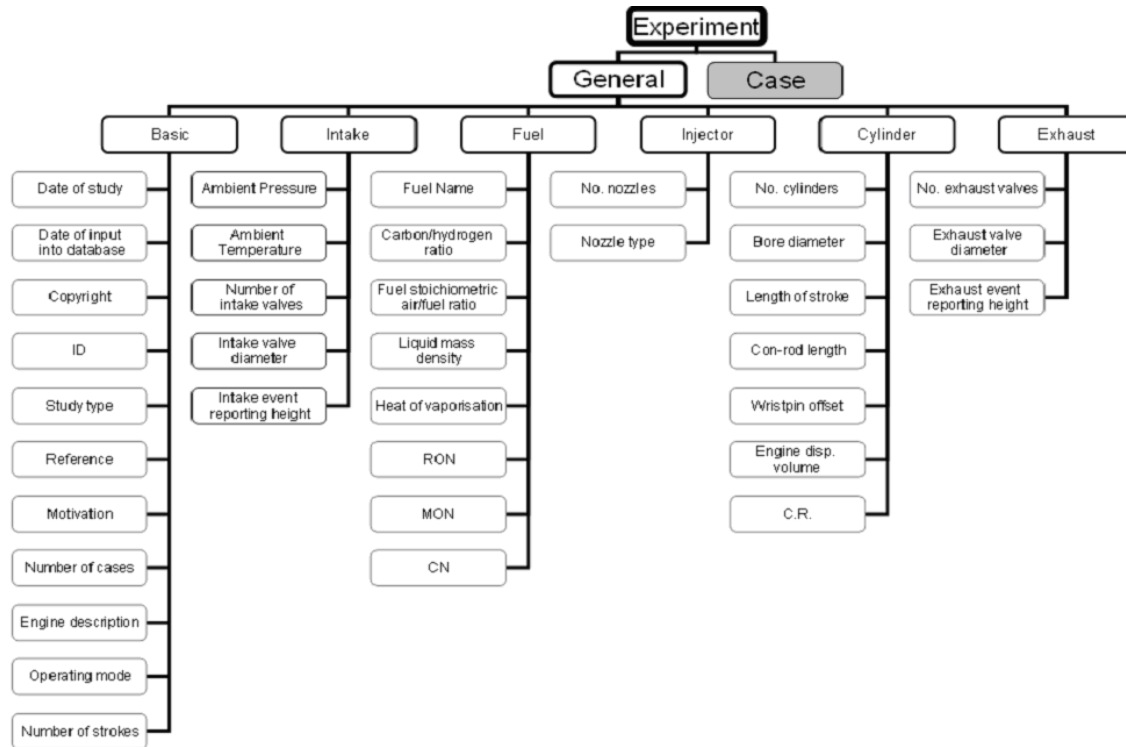 Experiment
General
Case
Basic
Intake
Fuel
Injector
Cylinder
Exhaust
Date of study
Date of input
into database
Copyright
ID
Study type
Reference
Motivation
Number of cases
Engine description
Operating mode
Number of strokes
Ambient Pressure
Ambient
Temperature
Number of
intake valves
Intake valve
diameter
Intake event
reporting height
Fuel Name
Carbon/hydrogen
ratio
Fuel stoichiometric
air/fuel ratio
Liquid mass
density
Heat of vaporisation
RON
MON
CN
No. nozzles
Nozzle type
No. cylinders
Bore diameter
Length of stroke
Con-rod length
Wristpin offset
Engine disp.
volume
C.R.
No. exhaust valves
Exhaust valve
diameter
Exhaust event
reporting height